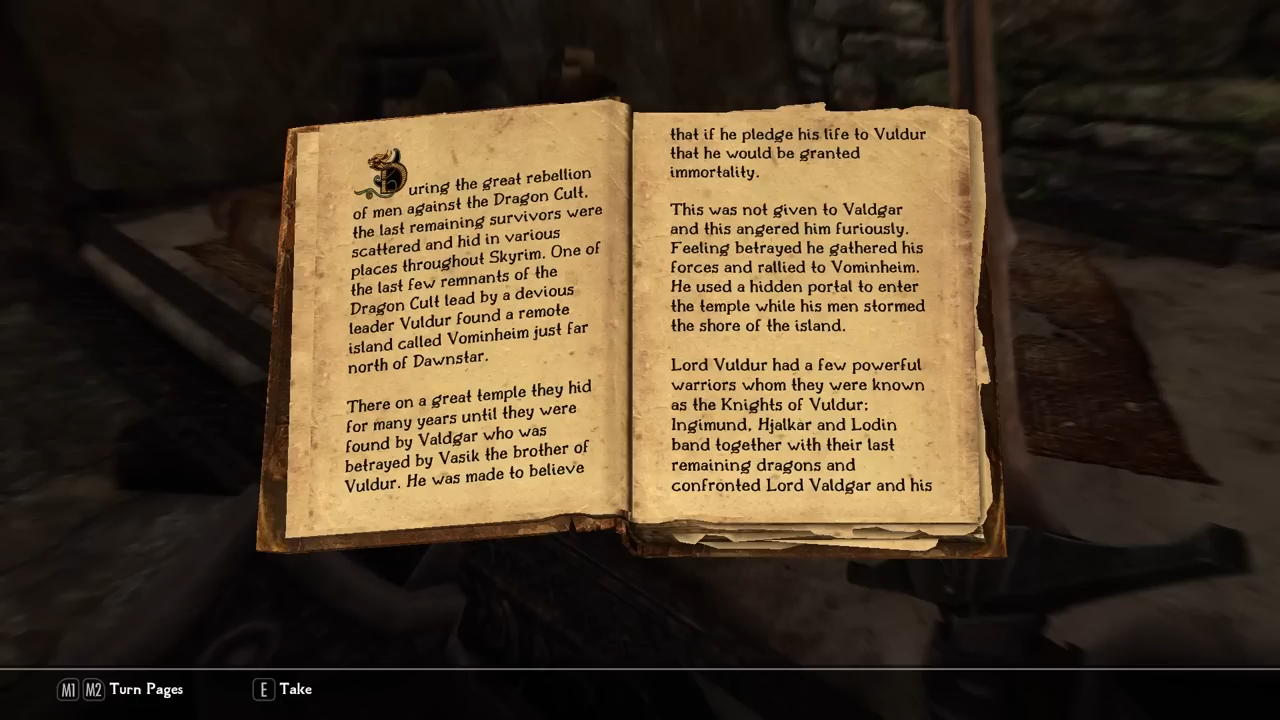 During the great rebellion
of men against the Dragon Cult,
the last remaining survivors were
scattered and hid in various
places throughout Skyrim. One of
the last few remnants of the
Dragon Cult lead by a devious
leader Vuldur found a remote
island called Vominheim just far
north of Dawnstar.
There on a great temple they hid
for many years until they were
found by Valdgar who was
betrayed by Vasik the brother of
Vuldur. He was made to believe
that if he pledge his life to Vuldur
that he would be granted
immortality.
This was not given to Valdgar
and this angered him furiously.
Feeling betrayed he gathered his
forces and rallied to Vominheim.
He used a hidden portal to enter
the temple while his men stormed
the shore of the island.
Lord Vuldur had a few powerful
warriors whom they were known
as the Knights of Vuldur:
Ingimund, Hjalkar and Lodin
band together with their last
remaining dragons and
confronted Lord Valdgar and his
M1 M2 Turn Pages
E Take